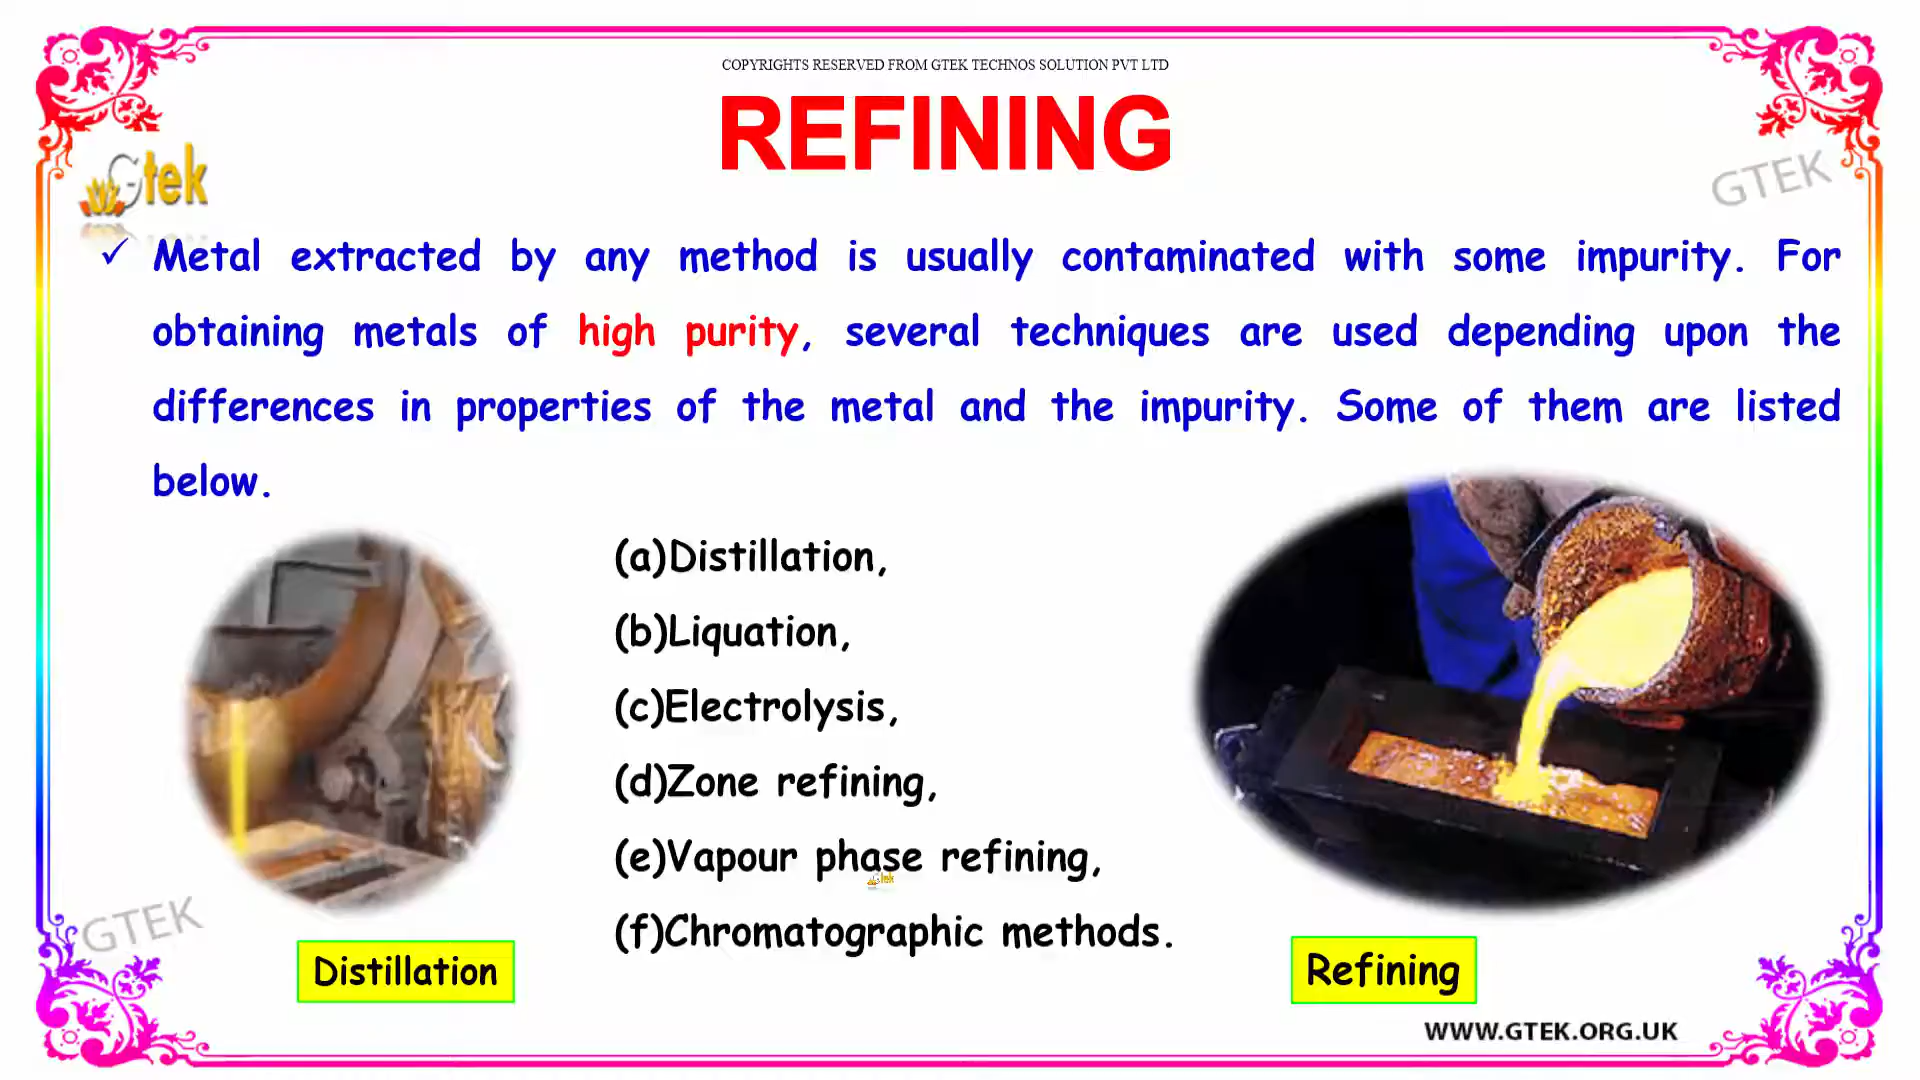 COPYRIGHTS RESERVED FROM GTEK TECHNOS SOLUTION PVT LTD
REFINING
Gtek
GTEK
✓ Metal extracted by any method is usually contaminated with some impurity. For
obtaining metals of high purity, several techniques are used depending upon the
differences in properties of the metal and the impurity. Some of them are listed
below.
(a)Distillation,
(b)Liquation,
(c)Electrolysis,
(d)Zone refining,
(e)Vapour phase refining,
Gtek
(f)Chromatographic methods.
GTEK
Distillation
Refining
WWW.GTEK.ORG.UK